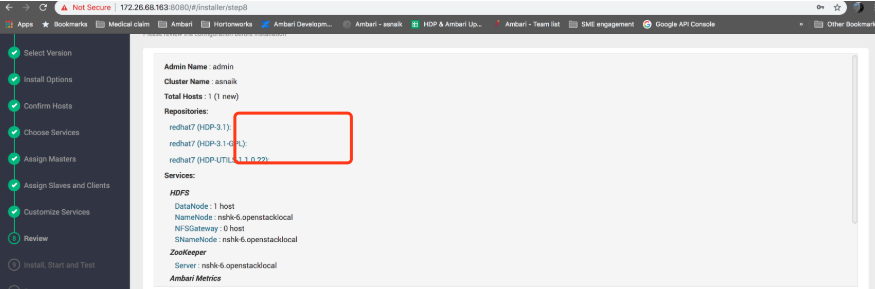 Not Secure | 172.26.68.163:8080/#/installer/step8
Apps Bookmarks Medical claim Ambari Hortonworks Ambari Developm... Ambari - asnaik HDP & Ambari Up... Ambari - Team list SME engagement Google API Console » Other Bookmark
Select Version
Install Options
Confirm Hosts
Choose Services
Assign Masters
Assign Slaves and Clients
Customize Services
8 Review
9 Install, Start and Test
Please review the configuration before installation
Admin Name : admin
Cluster Name : asnaik
Total Hosts : 1 (1 new)
Repositories:
redhat7 (HDP-3.1):
redhat7 (HDP-3.1-GPL):
redhat7 (HDP-UTILS-1.1.0.22):
Services:
HDFS
DataNode : 1 host
NameNode : nshk-6.openstacklocal
NFSGateway : 0 host
SNameNode : nshk-6.openstacklocal
ZooKeeper
Server : nshk-6.openstacklocal
Ambari Metrics